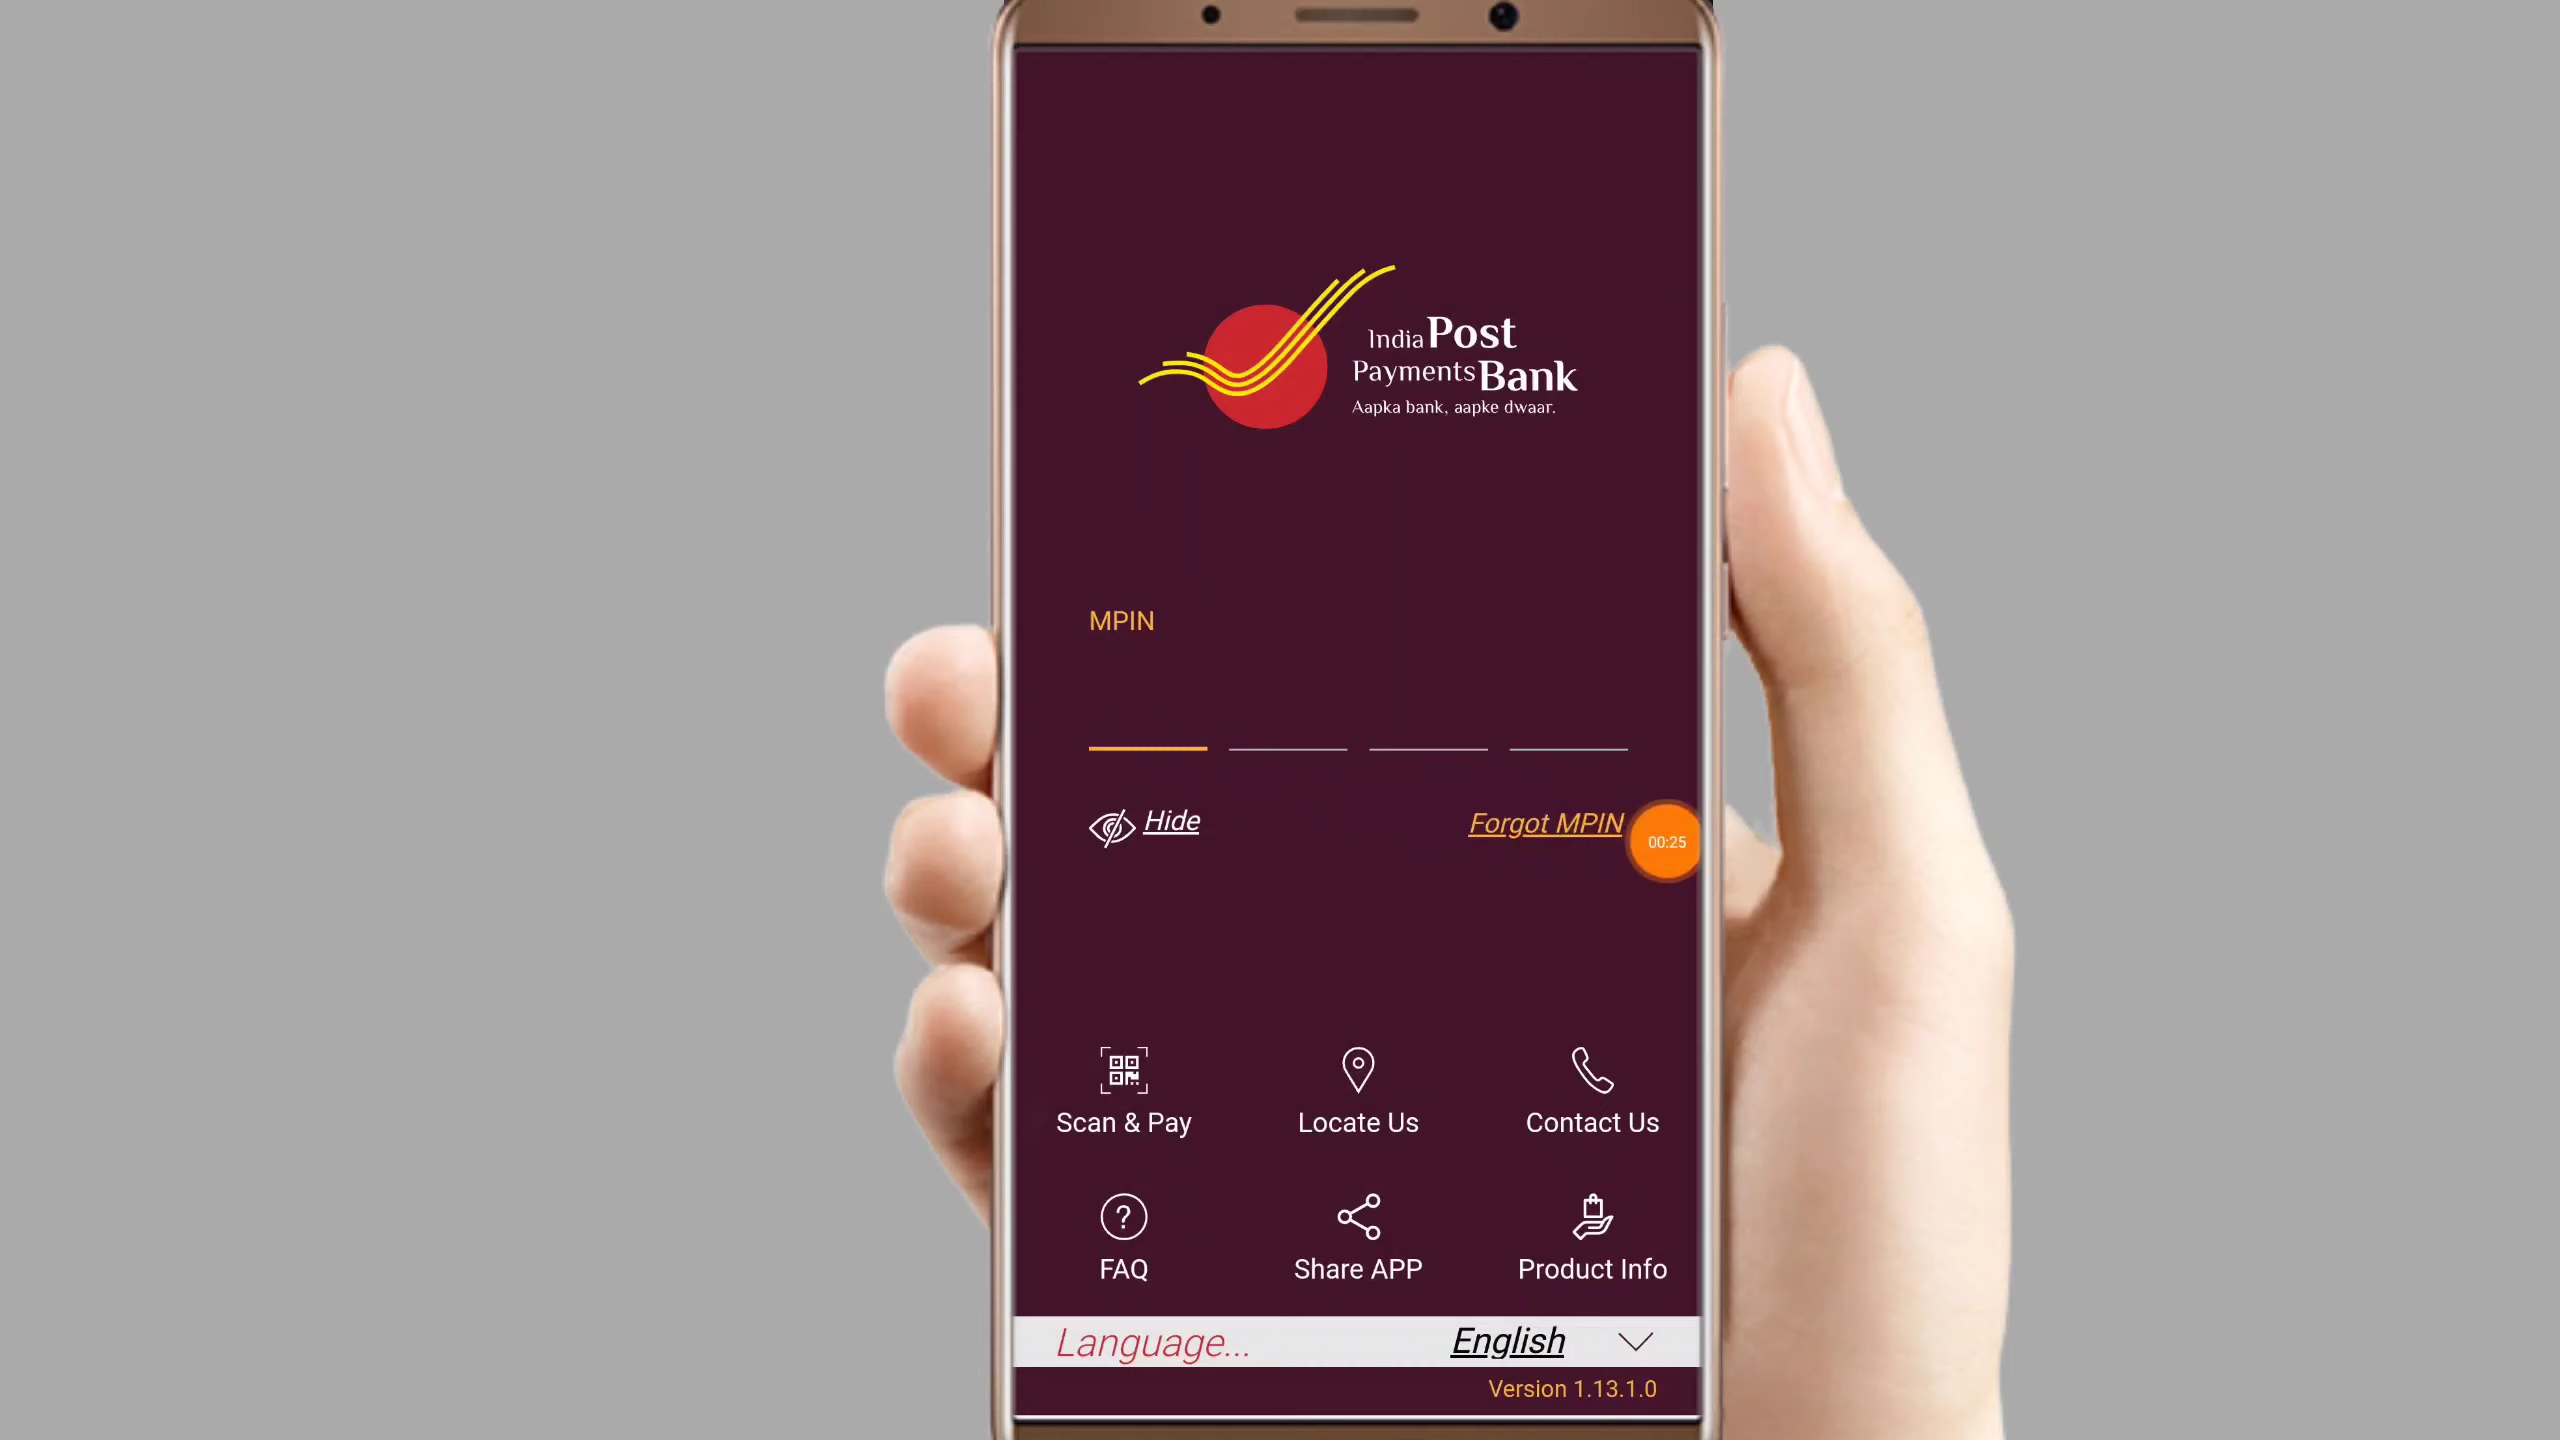 India Post
Payments Bank
Aapka bank, aapke dwaar.
MPIN
Hide
Forgot MPIN
00:25
Scan & Pay
Locate Us
Contact Us
FAQ
Share APP
Product Info
Language...
English
Version 1.13.1.0